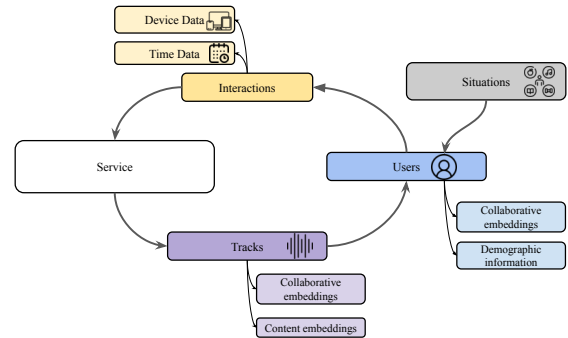 Device Data
Time Data
Interactions
Situations
Service
Users
Collaborative
embeddings
Demographic
information
Tracks
Collaborative
embeddings
Content embeddings